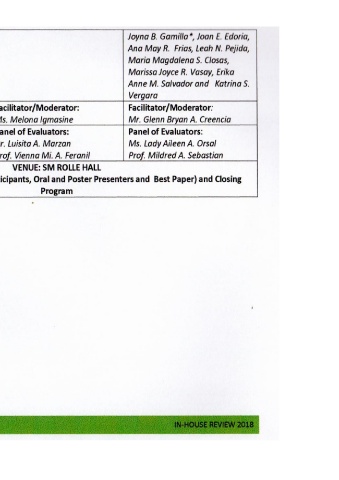 Joyna B. Gamilla*, Joan E. Edoria,
Ana May R. Frias, Leah N. Pejida,
Maria Magdalena S. Closas,
Marissa Joyce R. Vasay, Erika
Anne M. Salvador and Katrina S.
Vergara
acilitator/Moderator:
s. Melona Igmasine
Facilitator/Moderator:
Mr. Glenn Bryan A. Creencia
anel of Evaluators:
r. Luisita A. Marzan
rof. Vienna Mi. A. Feranil
Panel of Evaluators:
Ms. Lady Aileen A. Orsal
Prof. Mildred A. Sebastian
VENUE: SM ROLLE HALL
icipants, Oral and Poster Presenters and Best Paper) and Closing
Program
IN-HOUSE REVIEW 2018